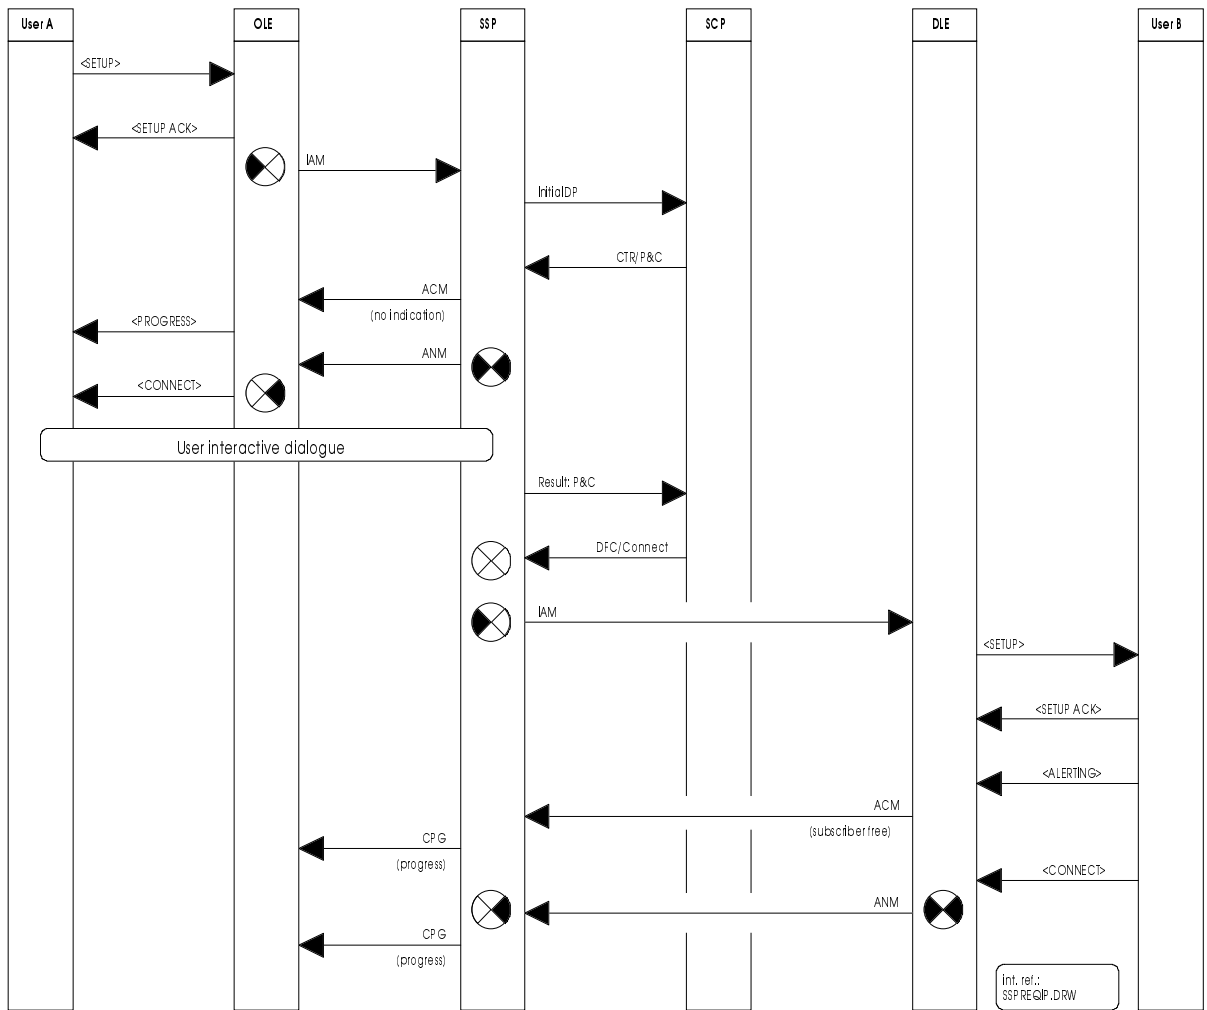 User A
OLE
SSP
SCP
DLE
User B
<SETUP>
<SETUP ACK>
IAM
InitialDP
CTR/P&C
ACM
(no indication)
<PROGRESS>
ANM
<CONNECT>
User interactive dialogue
Result: P&C
DFC/Connect
IAM
<SETUP>
<SETUP ACK>
<ALERTING>
ACM
(subscriber free)
CPG
(progress)
<CONNECT>
ANM
CPG
(progress)
int. ref.:
SSPREQIP.DRW